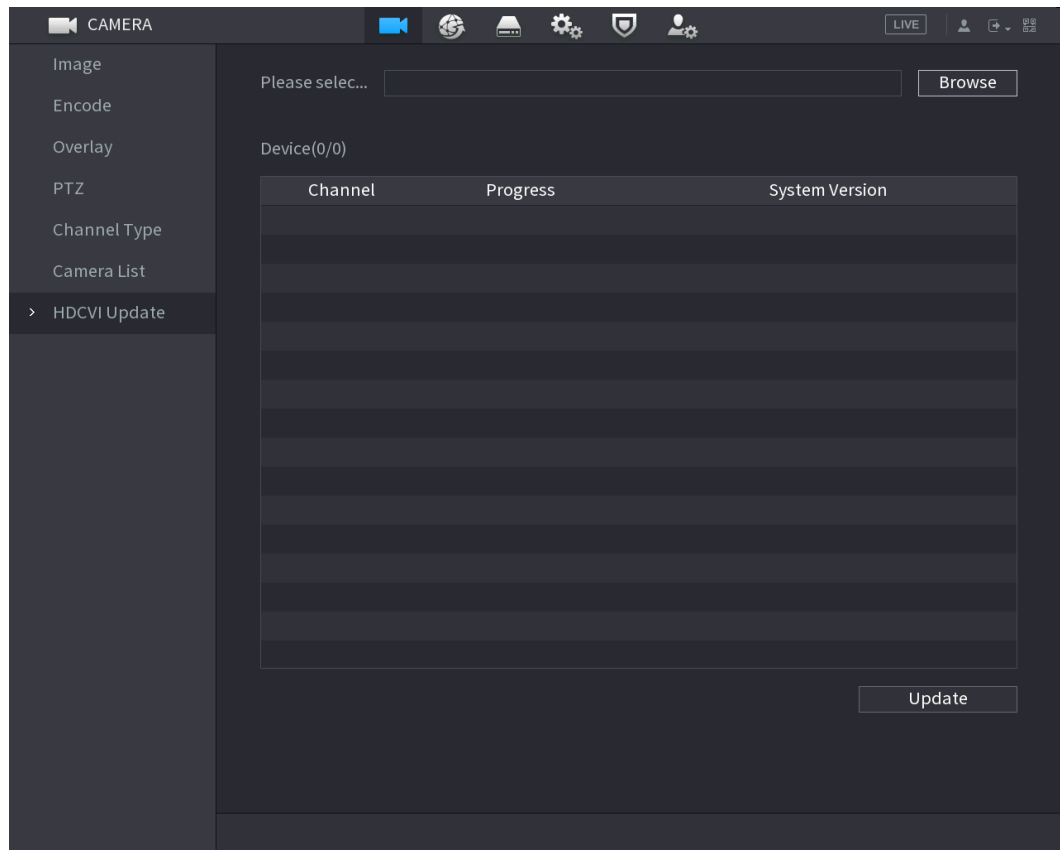 CAMERA
LIVE
Image
Encode
Overlay
PTZ
Channel Type
Camera List
HDCVI Update
Please selec...
Browse
Device(0/0)
Channel Progress System Version
Update